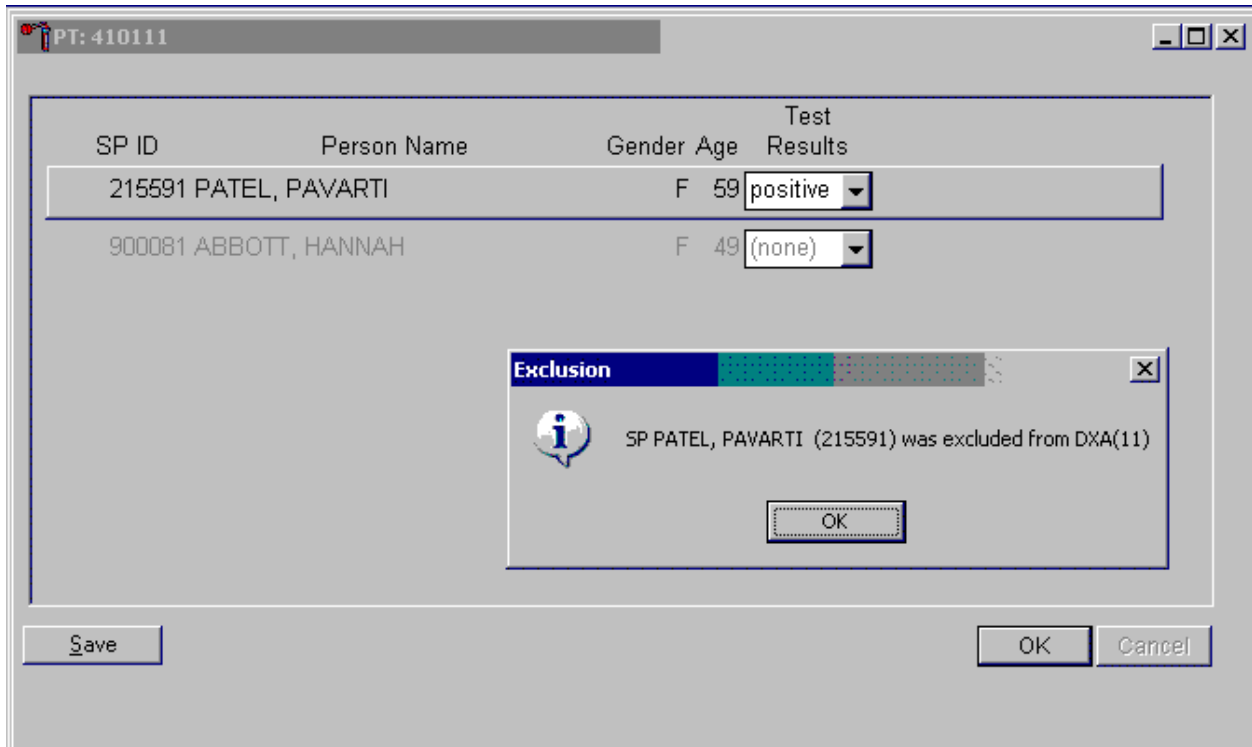 PT: 410111
Test
SP ID Person Name Gender Age Results
215591 PATEL, PAVARTI F 59 positive
900081 ABBOTT, HANNAH F 49 (none)
Exclusion
SP PATEL, PAVARTI (215591) was excluded from DXA(11)
OK
Save OK Cancel